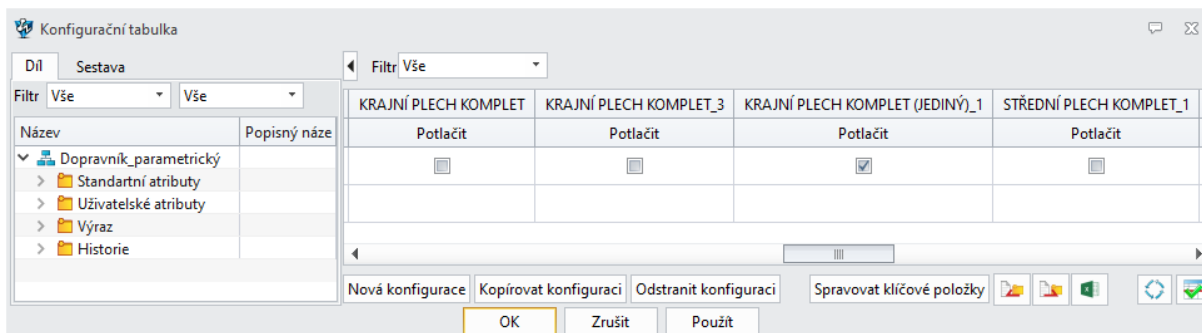 Konfigurační tabulka
Díl Sestava
Filtr Vše Vše
Název Popisný náze
Dopravník_parametrický
Standartní atributy
Uživatelské atributy
Výraz
Historie
Filtr Vše
KRAJNÍ PLECH KOMPLET KRAJNÍ PLECH KOMPLET_3 KRAJNÍ PLECH KOMPLET (JEDINÝ)_1 STŘEDNÍ PLECH KOMPLET_1
Potlačit Potlačit Potlačit Potlačit
Nová konfigurace Kopírovat konfiguraci Odstranit konfiguraci Spravovat klíčové položky
OK Zrušit Použít